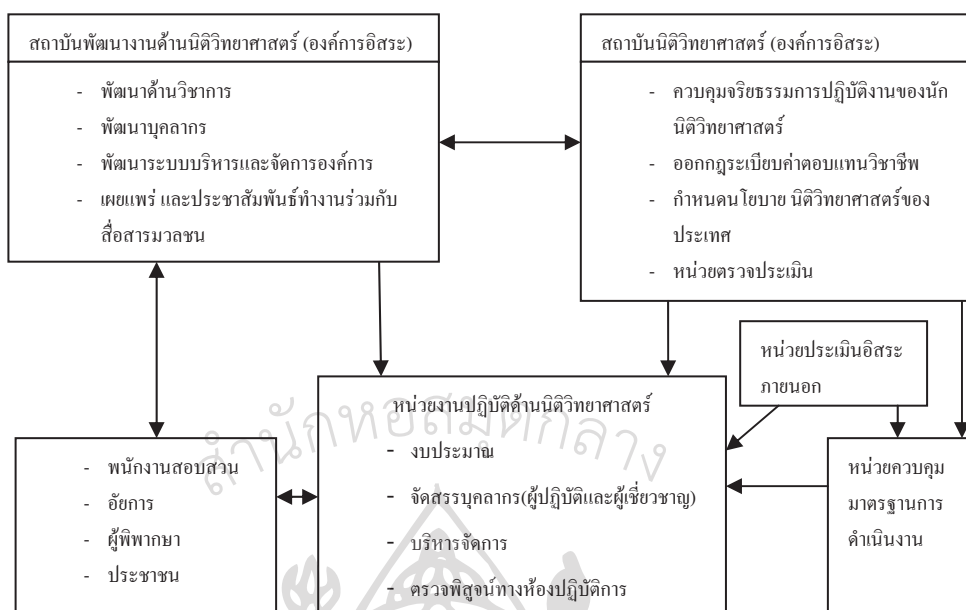 สถาบันพัฒนางานด้านนิติวิทยาศาสตร์ (องค์การอิสระ)
- พัฒนาด้านวิชาการ
- พัฒนาบุคลากร
- พัฒนาระบบบริหารและจัดการองค์การ
- เผยแพร่ และประชาสัมพันธ์ทำงานร่วมกับ
สื่อสารมวลชน
สถาบันนิติวิทยาศาสตร์ (องค์การอิสระ)
- ควบคุมจริยธรรมการปฏิบัติงานของนัก
นิติวิทยาศาสตร์
- ออกกฎระเบียบค่าตอบแทนวิชาชีพ
- กำหนดนโยบาย นิติวิทยาศาสตร์ของ
ประเทศ
- หน่วยตรวจประเมิน
หน่วยประเมินอิสระ
ภายนอก
- พนักงานสอบสวน
- อัยการ
- ผู้พิพากษา
- ประชาชน
หน่วยงานปฏิบัติด้านนิติวิทยาศาสตร์
- งบประมาณ
- จัดสรรบุคลากร(ผู้ปฏิบัติและผู้เชี่ยวชาญ)
- บริหารจัดการ
- ตรวจพิสูจน์ทางห้องปฏิบัติการ
หน่วยควบคุม
มาตรฐานการ
ดำเนินงาน
สำนักหอสมุดกลาง